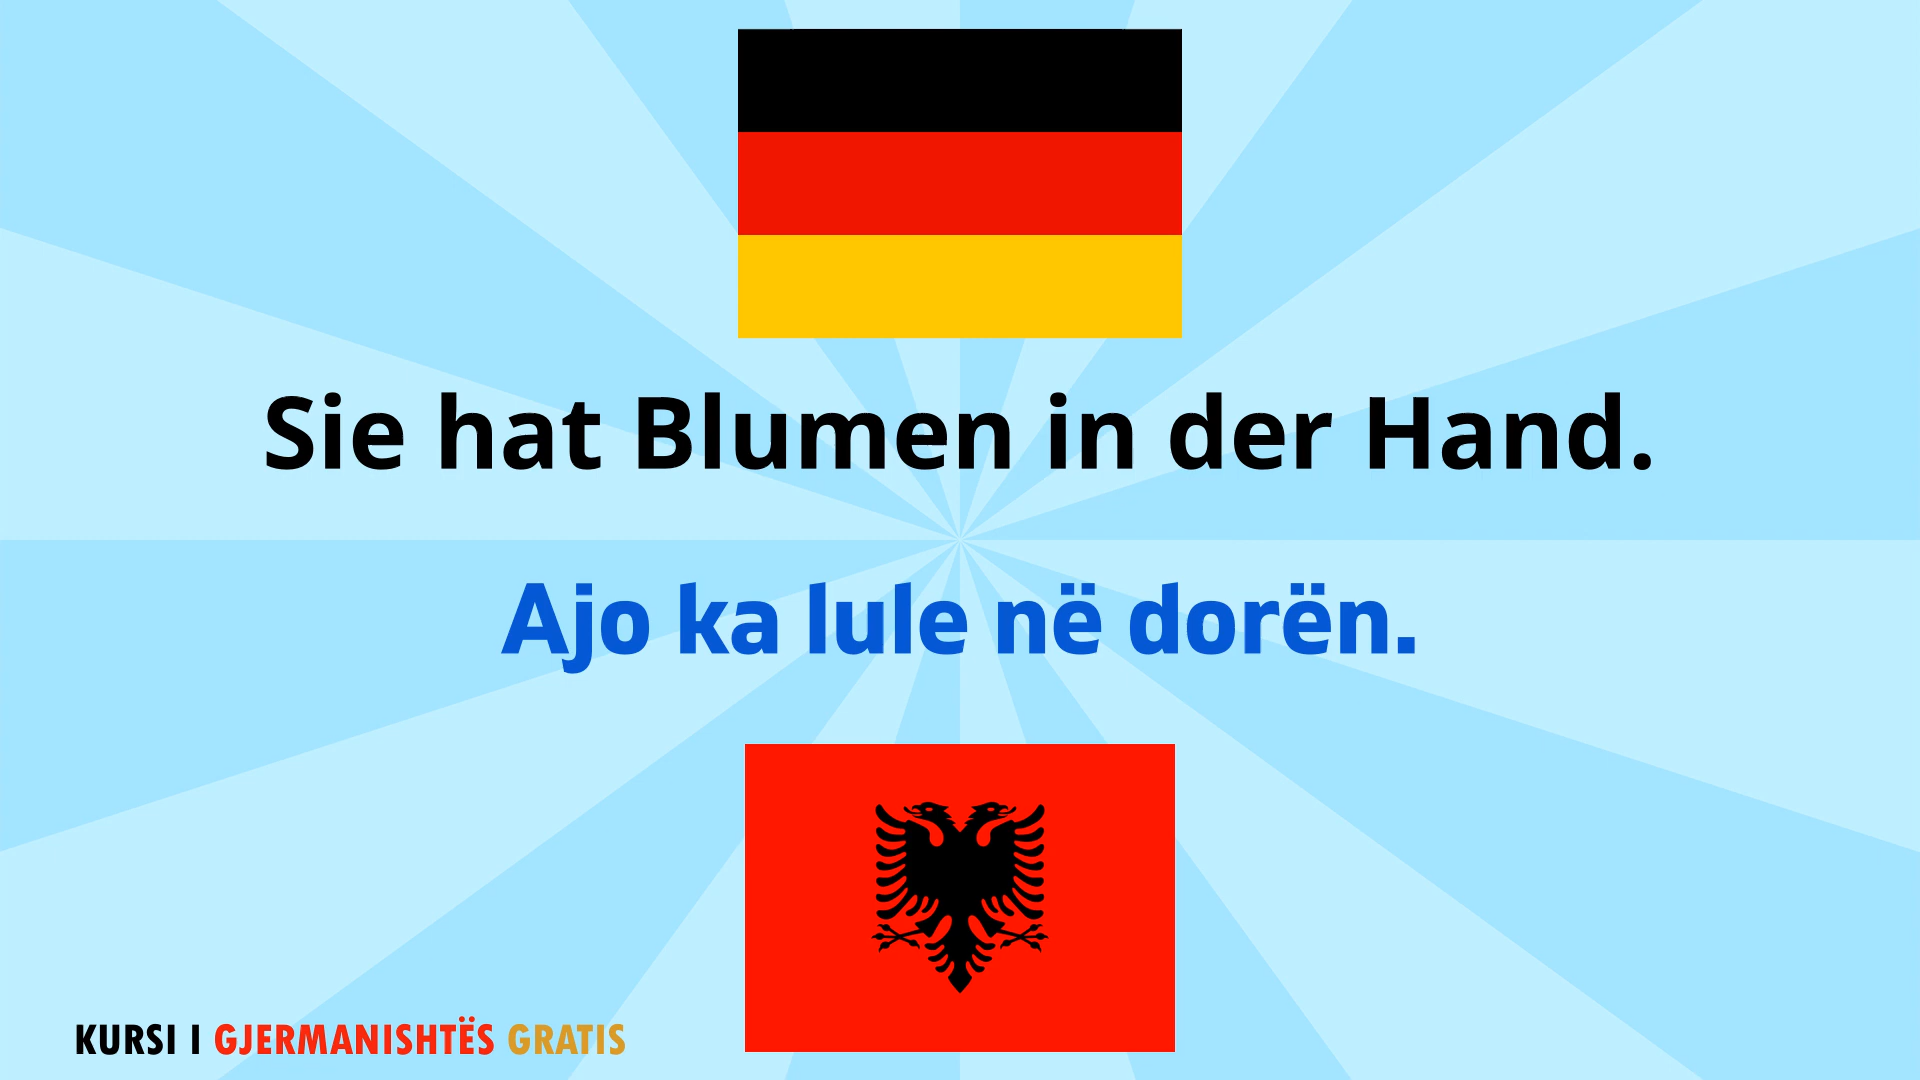 Sie hat Blumen in der Hand.
Ajo ka lule në dorën.
KURSI I GJERMANISHTËS GRATIS